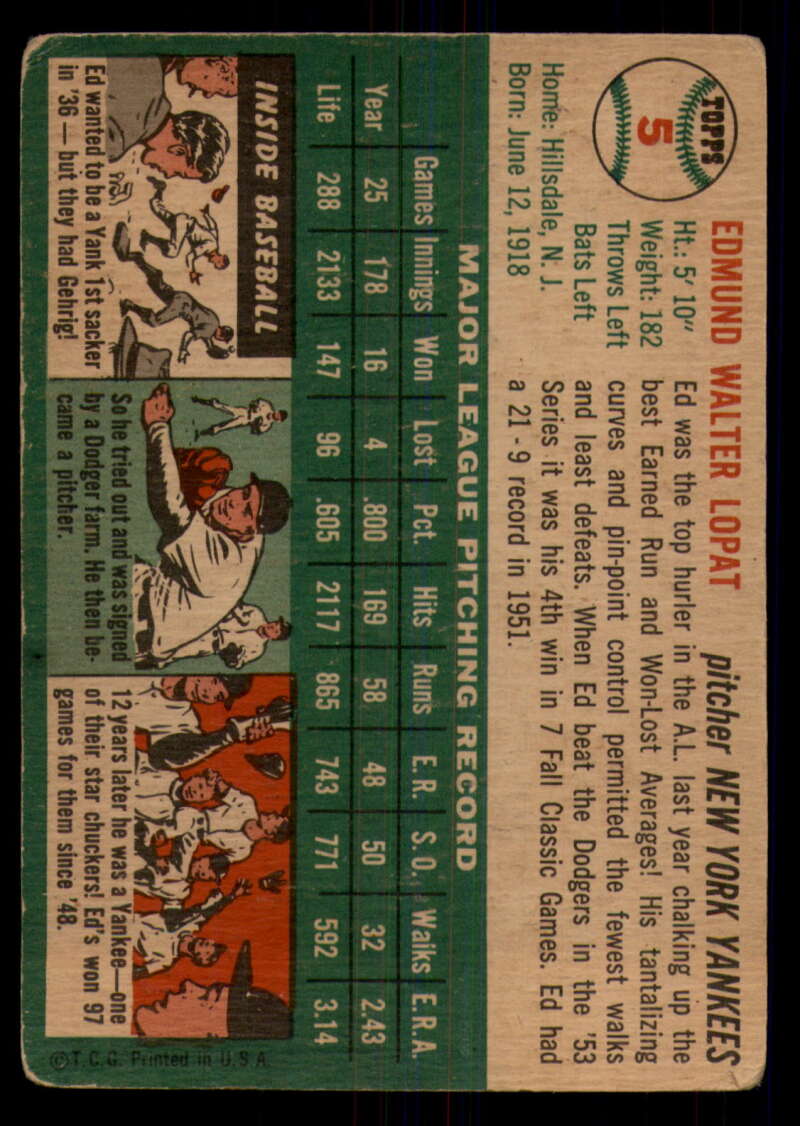 TOPPS
5
EDMUND WALTER LOPAT
pitcher NEW YORK YANKEES
Ht.: 5' 10"
Weight: 182
Throws Left
Bats Left
Home: Hillsdale, N. J.
Born: June 12, 1918
Ed was the top hurler in the A.L. last year chalking up the
best Earned Run and Won-Lost Averages! His tantalizing
curves and pin-point control permitted the fewest walks
and least defeats. When Ed beat the Dodgers in the '53
Series it was his 4th win in 7 Fall Classic Games. Ed had
a 21 - 9 record in 1951.
MAJOR LEAGUE PITCHING RECORD
Games Innings Won Lost Pct. Hits Runs E.R. S.O. Walks E.R.A.
Year 25 178 16 4 .800 169 58 48 50 32 2.43
Life 288 2133 147 96 .605 2117 865 743 771 592 3.14
INSIDE BASEBALL
Ed wanted to be a Yank 1st sacker
in '36 — but they had Gehrig!
So he tried out and was signed
by a Dodger farm. He then be-
came a pitcher.
12 years later he was a Yankee—one
of their star chuckers! Ed's won 97
games for them since '48.
©T.C.G. Printed in U.S.A.